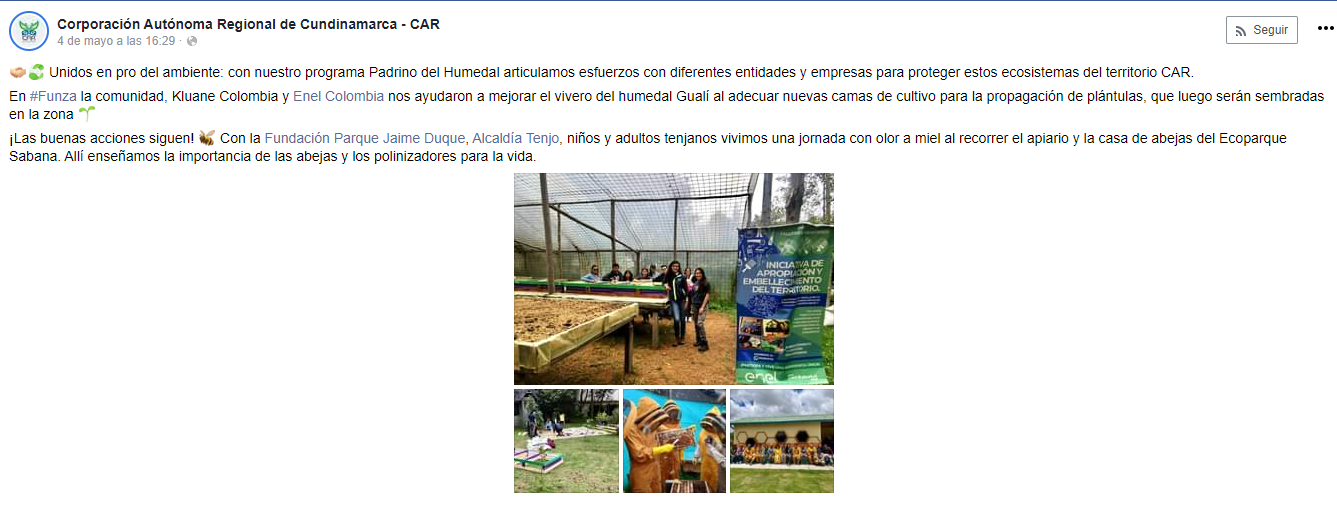 Corporación Autónoma Regional de Cundinamarca - CAR
4 de mayo a las 16:29 ·
Seguir
Unidos en pro del ambiente: con nuestro programa Padrino del Humedal articulamos esfuerzos con diferentes entidades y empresas para proteger estos ecosistemas del territorio CAR.
En #Funza la comunidad, Kluane Colombia y Enel Colombia nos ayudaron a mejorar el vivero del humedal Gualí al adecuar nuevas camas de cultivo para la propagación de plántulas, que luego serán sembradas
en la zona
¡Las buenas acciones siguen! Con la Fundación Parque Jaime Duque, Alcaldía Tenjo, niños y adultos tenjanos vivimos una jornada con olor a miel al recorrer el apiario y la casa de abejas del Ecoparque
Sabana. Allí enseñamos la importancia de las abejas y los polinizadores para la vida.
INICIATIVA DE
APROPIACIÓN Y
EMBELLECIMIENTO
DEL TERRITORIO.
enel